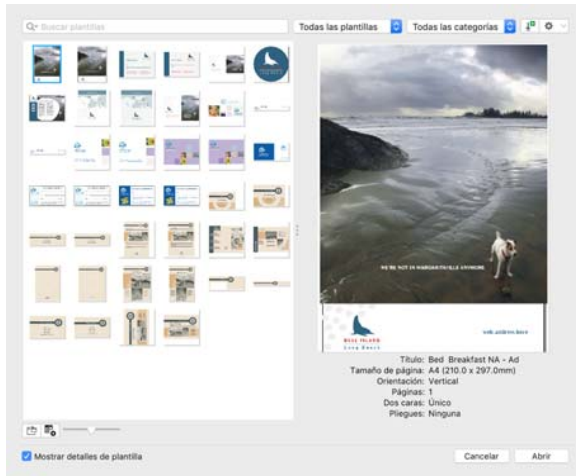 Buscar plantillas
Todas las plantillas
Todas las categorías
WE'RE NOT IN MARGARITAVILLE ANYMORE
SEAL ISLAND
Título: Bed Breakfast NA - Ad
Tamaño de página: A4 (210.0 x 297.0mm)
Orientación: Vertical
Páginas: 1
Dos caras: Único
Pliegues: Ninguna
Mostrar detalles de plantilla
Cancelar
Abrir